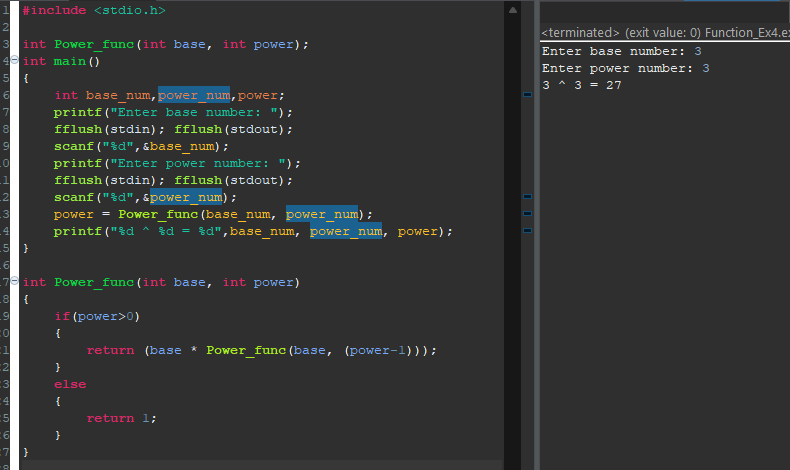 1 #include <stdio.h>
2
3 int Power_func(int base, int power);
4 int main()
5 {
6 int base_num,power_num,power;
7 printf("Enter base number: ");
8 fflush(stdin); fflush(stdout);
9 scanf("%d",&base_num);
0 printf("Enter power number: ");
1 fflush(stdin); fflush(stdout);
2 scanf("%d",&power_num);
3 power = Power_func(base_num, power_num);
4 printf("%d ^ %d = %d",base_num, power_num, power);
5 }
6
7 int Power_func(int base, int power)
8 {
9 if(power>0)
0 {
1 return (base * Power_func(base, (power-1)));
2 }
3 else
4 {
5 return 1;
6 }
7 }
<terminated> (exit value: 0) Function_Ex4.e
Enter base number: 3
Enter power number: 3
3 ^ 3 = 27